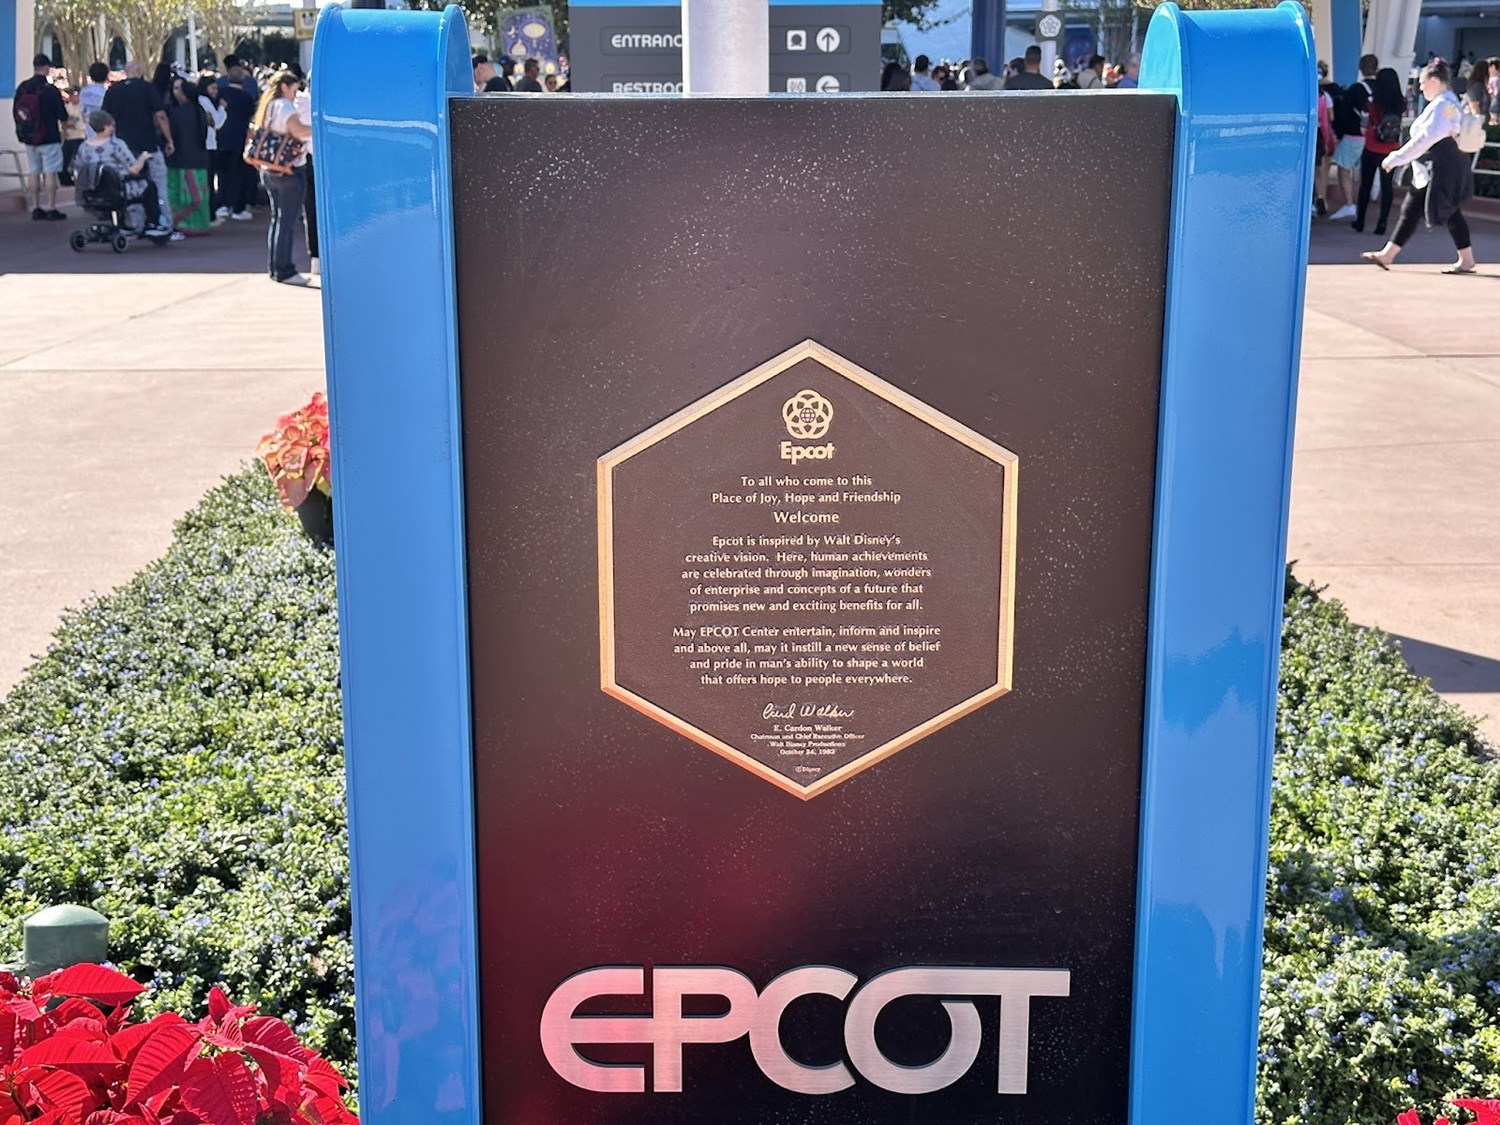 ENTRANC
RESTROO
Epcot
To all who come to this
Place of Joy, Hope and Friendship
Welcome
Epcot is inspired by Walt Disney's
creative vision. Here, human achievements
are celebrated through imagination, wonders
of enterprise and concepts of a future that
promises new and exciting benefits for all.
May EPCOT Center entertain, inform and inspire
and above all, may it instill a new sense of belief
and pride in man's ability to shape a world
that offers hope to people everywhere.
Card Walker
E. Cardon Walker
Chairman and Chief Executive Officer
Walt Disney Productions
October 24, 1982
©Disney
EPCOT